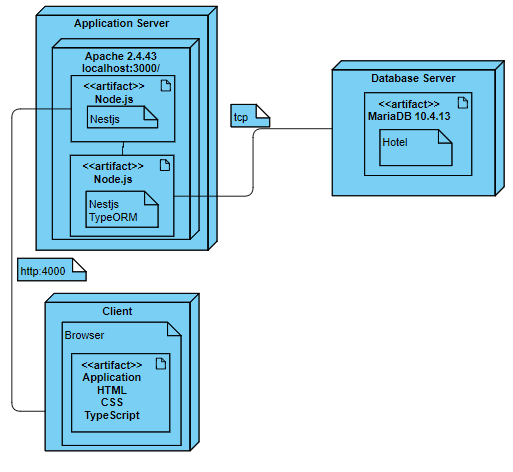 Application Server
Apache 2.4.43
localhost:3000/
<<artifact>>
Node.js
Nestjs
<<artifact>>
Node.js
Nestjs
TypeORM
tcp
Database Server
<<artifact>>
MariaDB 10.4.13
Hotel
http:4000
Client
Browser
<<artifact>>
Application
HTML
CSS
TypeScript